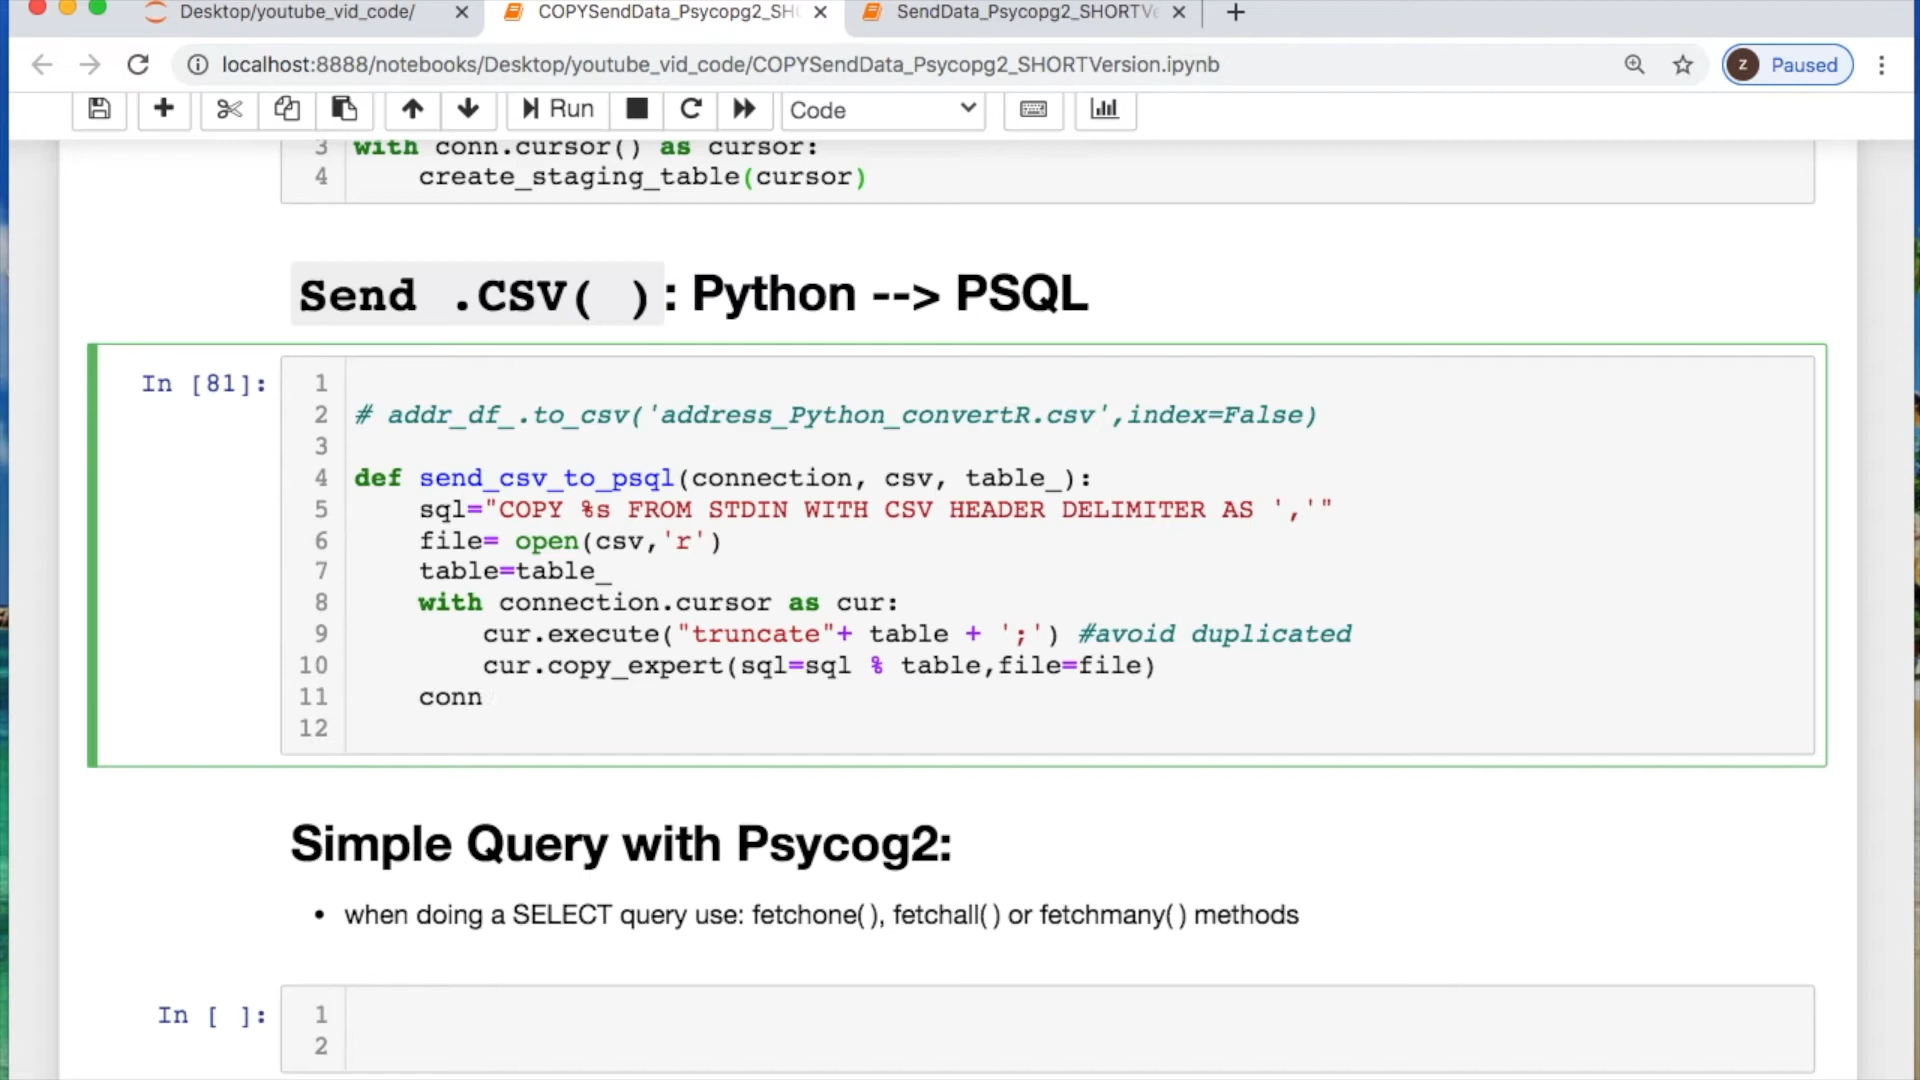 Desktop/youtube_vid_code/
COPYSendData_Psycopg2_SH
SendData_Psycopg2_SHORTV
localhost:8888/notebooks/Desktop/youtube_vid_code/COPYSendData_Psycopg2_SHORTVersion.ipynb
z Paused
Run
Code
3 with conn.cursor() as cursor:
4 create_staging_table(cursor)
Send .CSV( ): Python --> PSQL
In [81]:
1
2 # addr_df_.to_csv('address_Python_convertR.csv',index=False)
3
4 def send_csv_to_psql(connection, csv, table_):
5 sql="COPY %s FROM STDIN WITH CSV HEADER DELIMITER AS ','"
6 file= open(csv,'r')
7 table=table_
8 with connection.cursor as cur:
9 cur.execute("truncate"+ table + ';') #avoid duplicated
10 cur.copy_expert(sql=sql % table,file=file)
11 conn
12
Simple Query with Psycog2:
• when doing a SELECT query use: fetchone( ), fetchall( ) or fetchmany( ) methods
In [ ]:
1
2